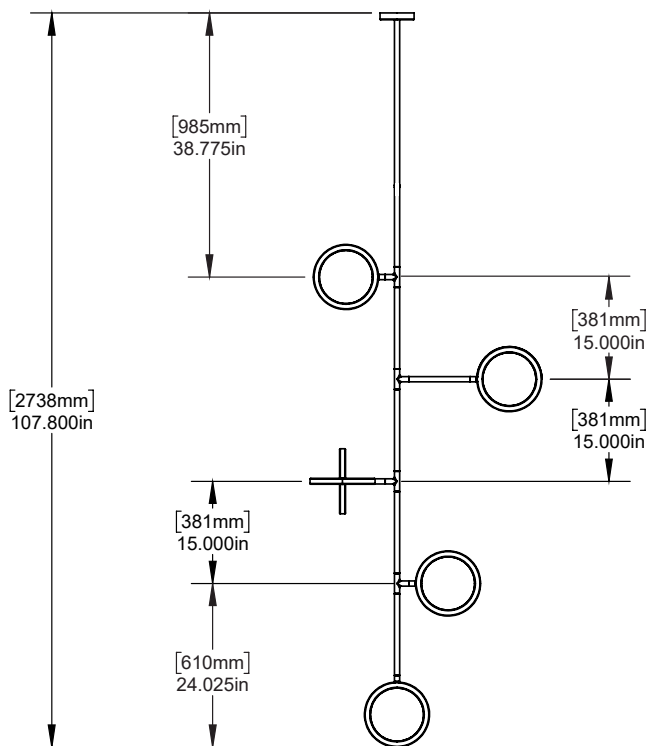 [985mm]
38.775in
[381mm]
15.000in
[2738mm]
107.800in
[381mm]
15.000in
[381mm]
15.000in
[610mm]
24.025in